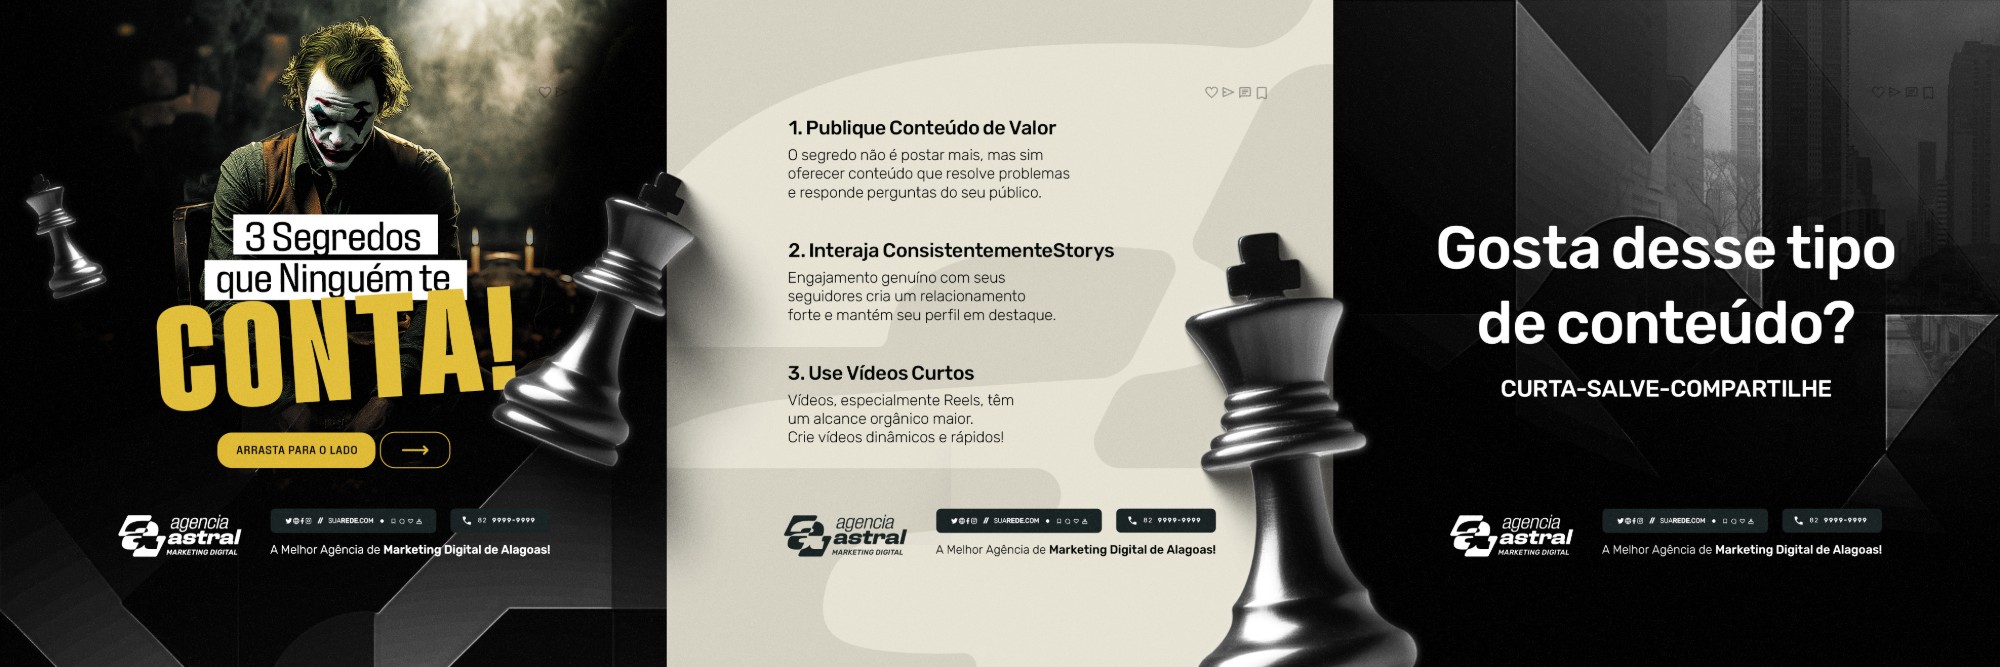 3 Segredos
que Ninguém te
CONTA!
ARRASTA PARA O LADO
agencia
astral
MARKETING DIGITAL
// SUAREDE.COM
82 9999-9999
A Melhor Agência de Marketing Digital de Alagoas!
1. Publique Conteúdo de Valor
O segredo não é postar mais, mas sim
oferecer conteúdo que resolve problemas
e responde perguntas do seu público.
2. Interaja ConsistentementeStorys
Engajamento genuíno com seus
seguidores cria um relacionamento
forte e mantém seu perfil em destaque.
3. Use Vídeos Curtos
Vídeos, especialmente Reels, têm
um alcance orgânico maior.
Crie vídeos dinâmicos e rápidos!
agencia
astral
MARKETING DIGITAL
// SUAREDE.COM
82 9999-9999
A Melhor Agência de Marketing Digital de Alagoas!
Gosta desse tipo
de conteúdo?
CURTA-SALVE-COMPARTILHE
agencia
astral
MARKETING DIGITAL
// SUAREDE.COM
82 9999-9999
A Melhor Agência de Marketing Digital de Alagoas!